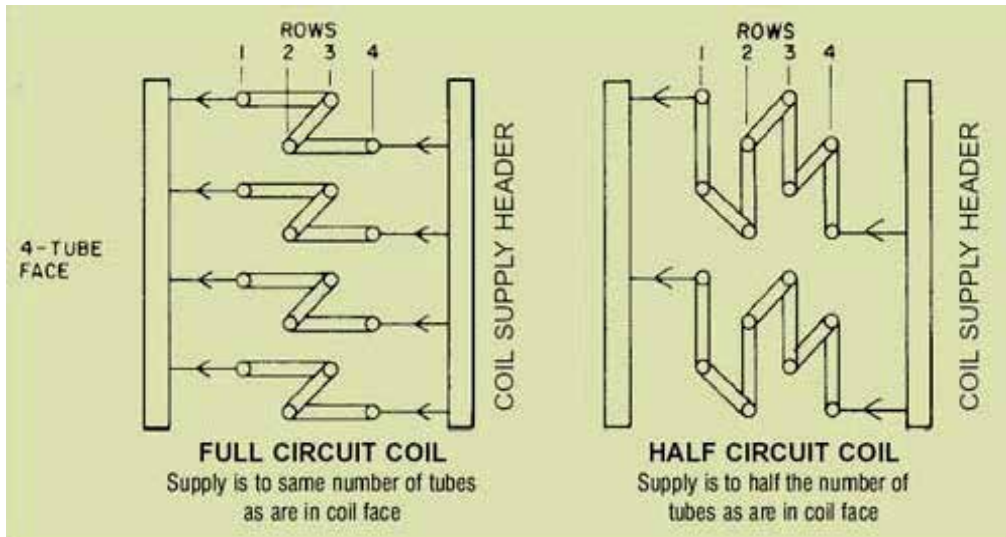 ROWS
1 2 3 4
4-TUBE
FACE
COIL SUPPLY HEADER
FULL CIRCUIT COIL
Supply is to same number of tubes
as are in coil face
ROWS
1 2 3 4
COIL SUPPLY HEADER
HALF CIRCUIT COIL
Supply is to half the number of
tubes as are in coil face